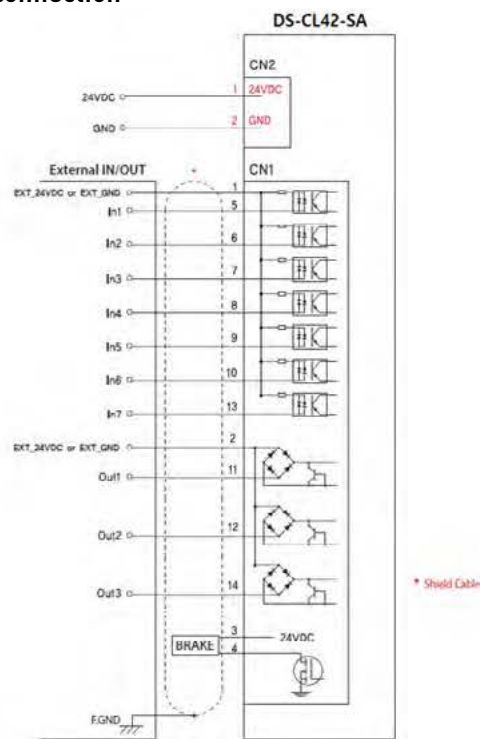 DS-CL42-SA
CN2
24VDC 1 24VDC
GND 2 GND
External IN/OUT * CN1
EXT_24VDC or EXT_GND 1
In1 5
In2 6
In3 7
In4 8
In5 9
In6 10
In7 13
EXT_24VDC or EXT_GND 2
Out1 11
Out2 12
Out3 14
* Shield Cable
BRAKE 3 24VDC
4
F.GND